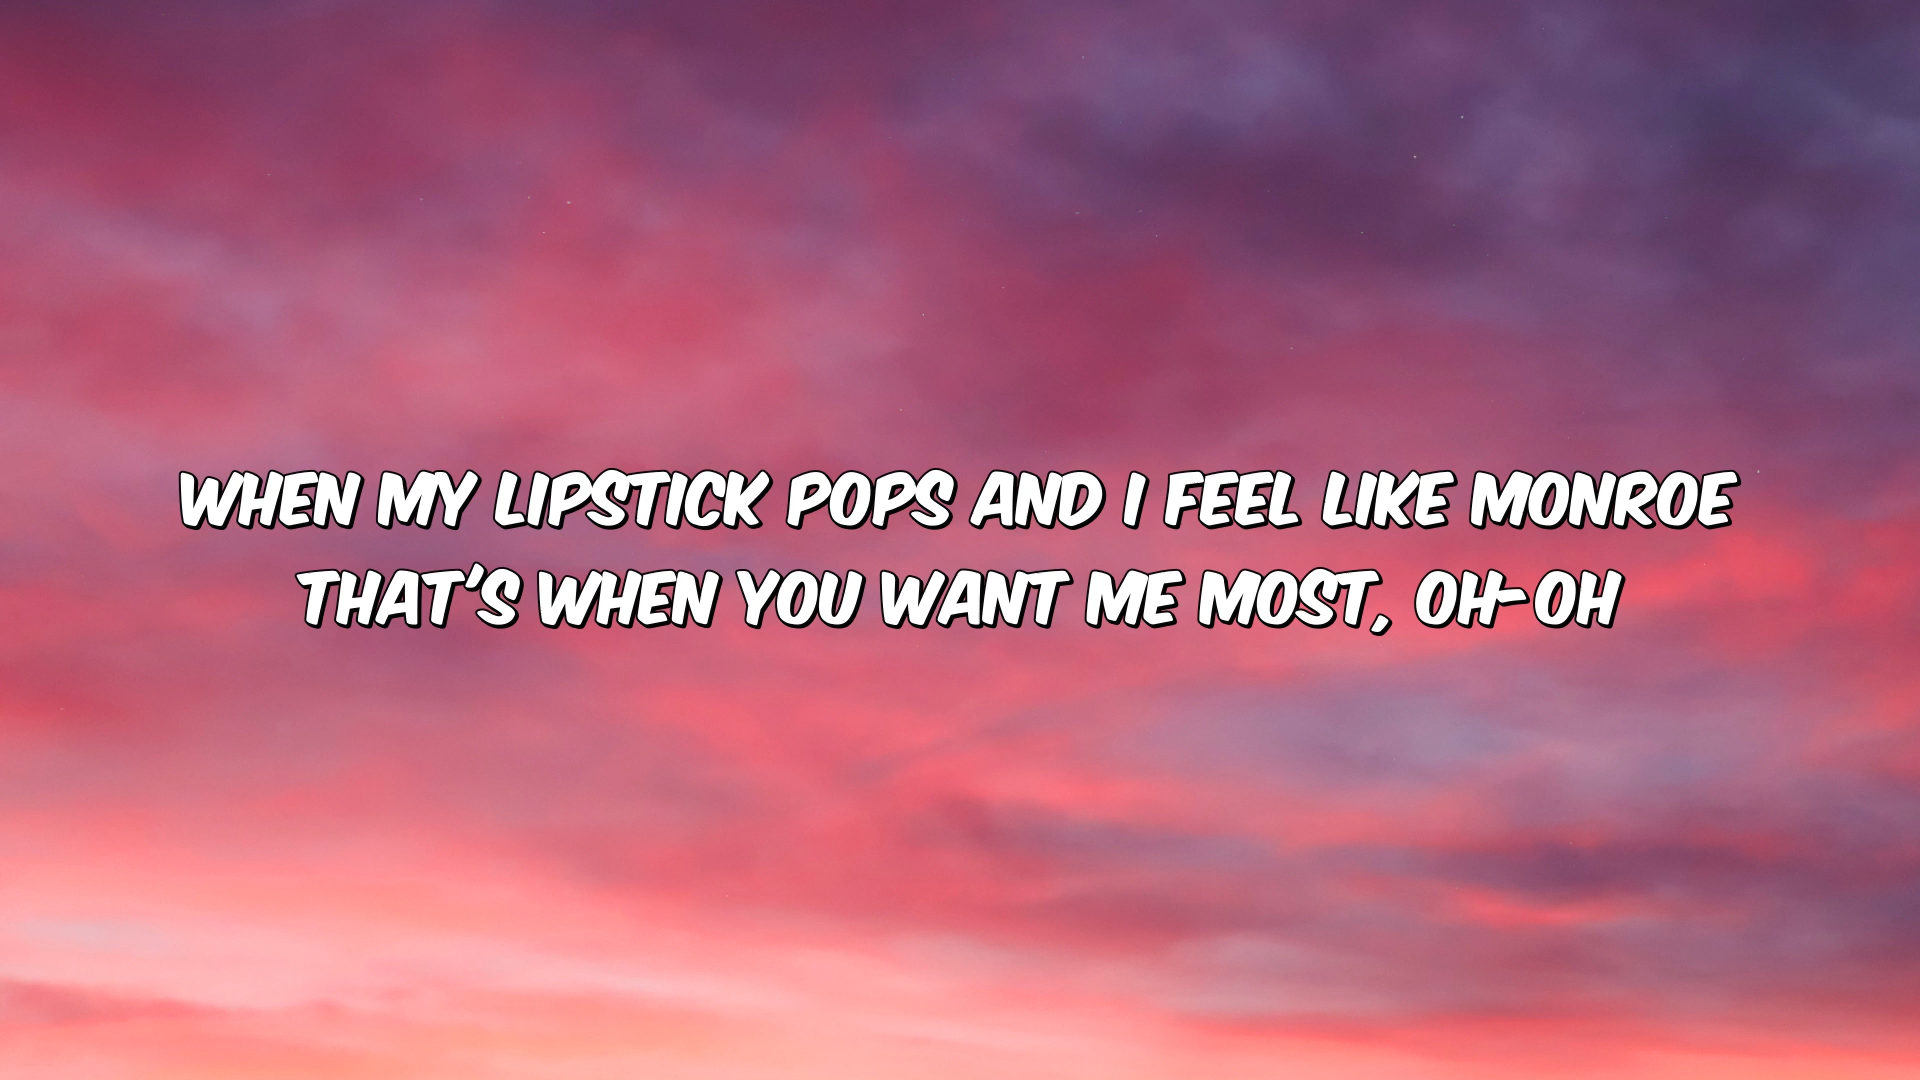 WHEN MY LIPSTICK POPS AND I FEEL LIKE MONROE
THAT'S WHEN YOU WANT ME MOST, OH-OH